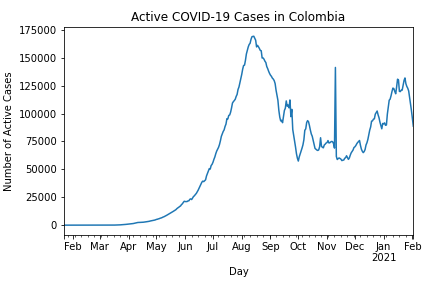 Active COVID-19 Cases in Colombia
Number of Active Cases
175000
150000
125000
100000
75000
50000
25000
0
Feb Mar Apr May Jun Jul Aug Sep Oct Nov Dec Jan Feb
2021
Day